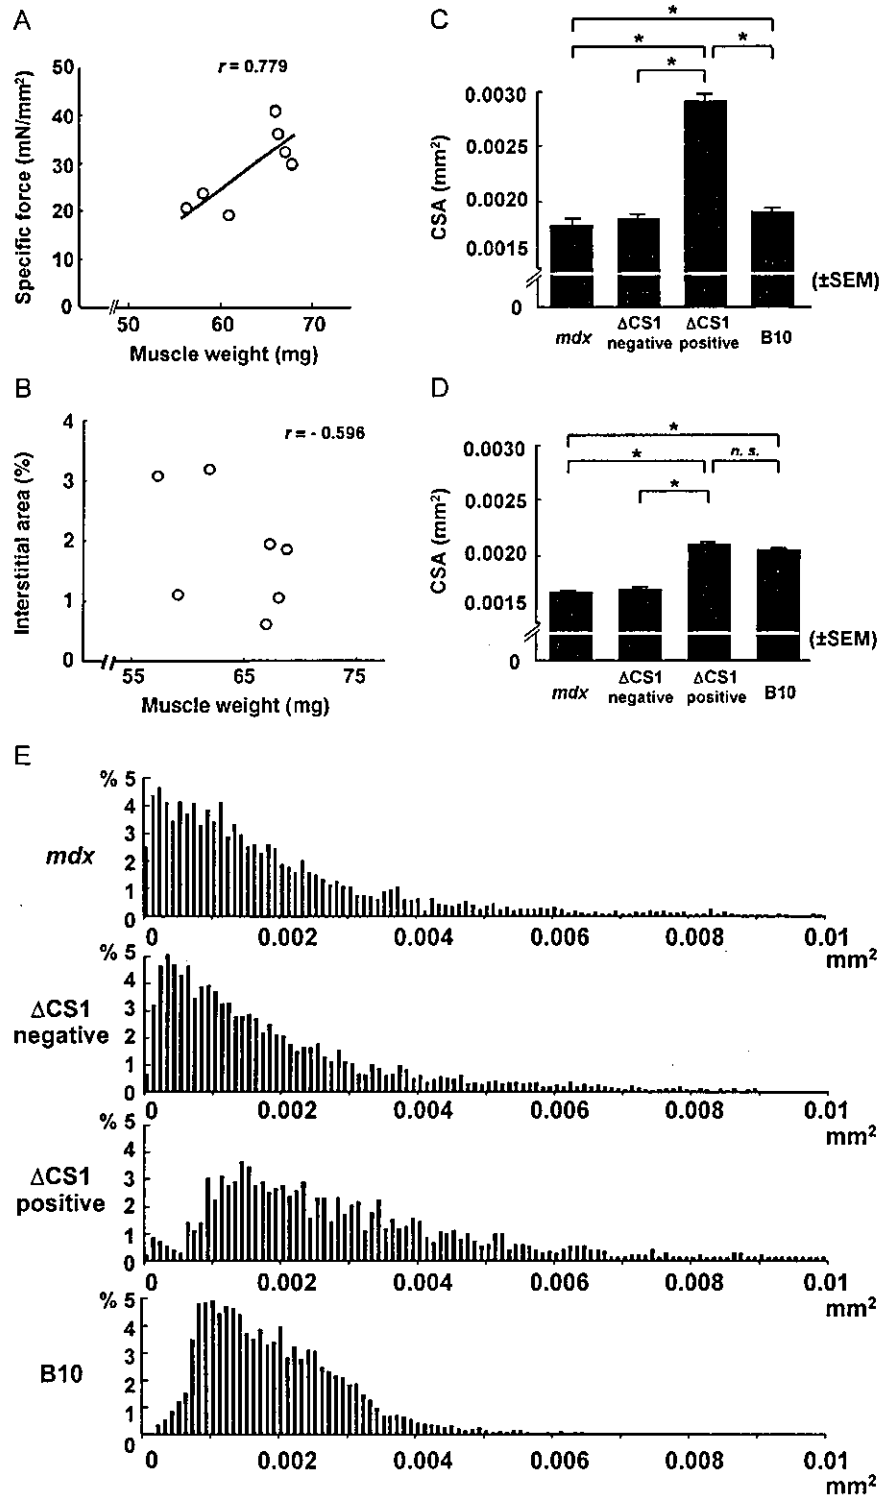 A
r = 0.779
Specific force (mN/mm²)
50
40
30
20
10
0
50 60 70
Muscle weight (mg)
B
r = - 0.596
Interstitial area (%)
4
3
2
1
0
55 65 75
Muscle weight (mg)
C
*
* *
*
CSA (mm²)
0.0030
0.0025
0.0020
0.0015
0
(±SEM)
mdx ΔCS1 negative ΔCS1 positive B10
D
*
* n. s.
*
CSA (mm²)
0.0030
0.0025
0.0020
0.0015
0
(±SEM)
mdx ΔCS1 negative ΔCS1 positive B10
E
mdx
% 5
4
3
2
1
0
0 0.002 0.004 0.006 0.008 0.01
mm²
ΔCS1
negative
% 5
4
3
2
1
0
0 0.002 0.004 0.006 0.008 0.01
mm²
ΔCS1
positive
% 5
4
3
2
1
0
0 0.002 0.004 0.006 0.008 0.01
mm²
B10
% 5
4
3
2
1
0
0 0.002 0.004 0.006 0.008 0.01
mm²